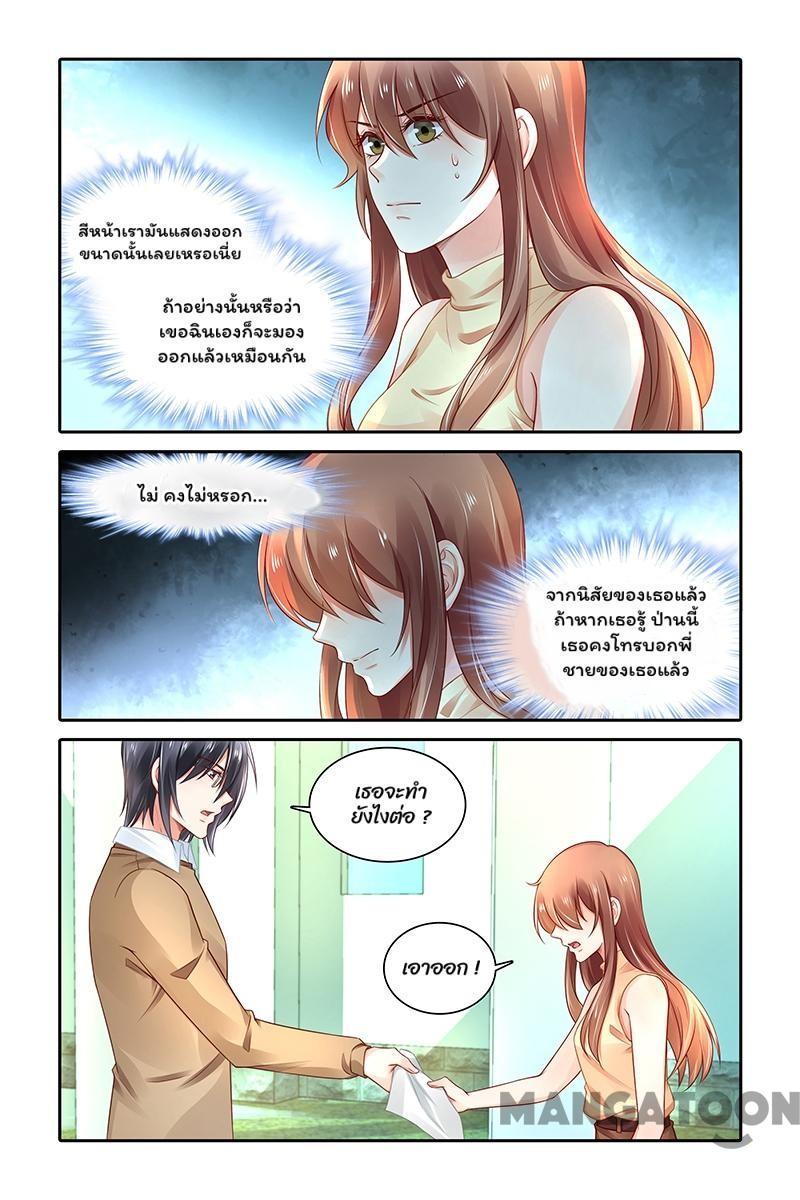 สีหน้าเรามันแสดงออก
ขนาดนั้นเลยเหรอเนี่ย
ถ้าอย่างนั้นหรือว่า
เขอฉินเองก็จะมอง
ออกแล้วเหมือนกัน
ไม่ คงไม่หรอก...
จากนิสัยของเธอแล้ว
ถ้าหากเธอรู้ ป่านนี้
เธอคงโทรบอกพี่
ชายของเธอแล้ว
เธอจะทำ
ยังไงต่อ ?
เอาออก !
MANGATOON